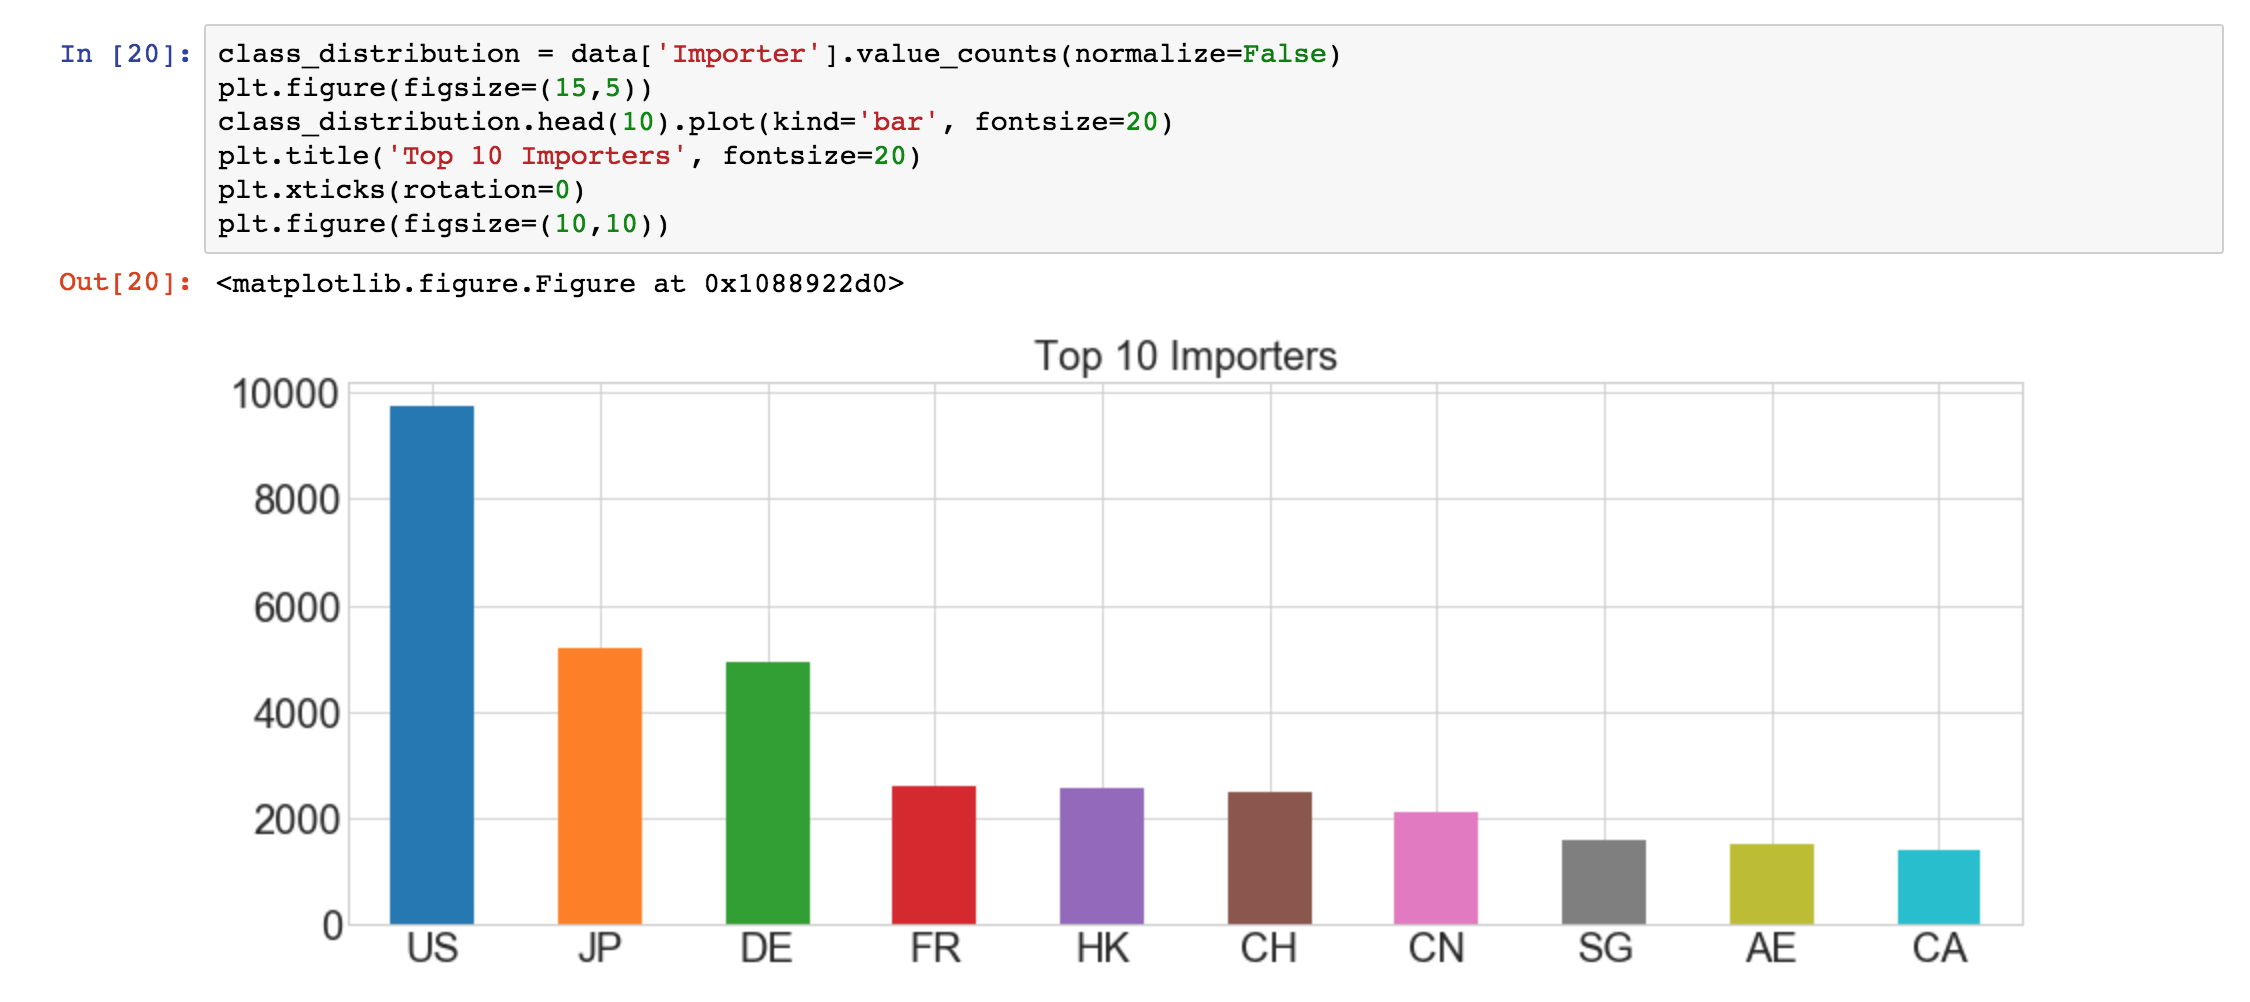 In [20]: class_distribution = data['Importer'].value_counts(normalize=False)
plt.figure(figsize=(15,5))
class_distribution.head(10).plot(kind='bar', fontsize=20)
plt.title('Top 10 Importers', fontsize=20)
plt.xticks(rotation=0)
plt.figure(figsize=(10,10))
Out[20]: <matplotlib.figure.Figure at 0x1088922d0>
Top 10 Importers
10000
8000
6000
4000
2000
0
US JP DE FR HK CH CN SG AE CA